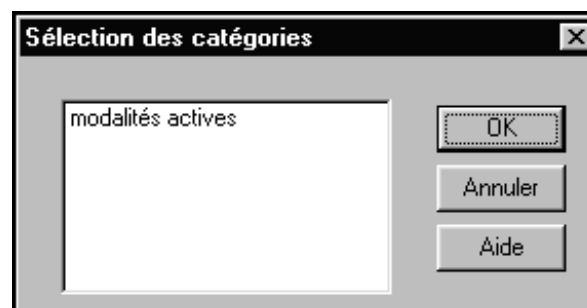 Sélection des catégories
modalités actives
OK
Annuler
Aide